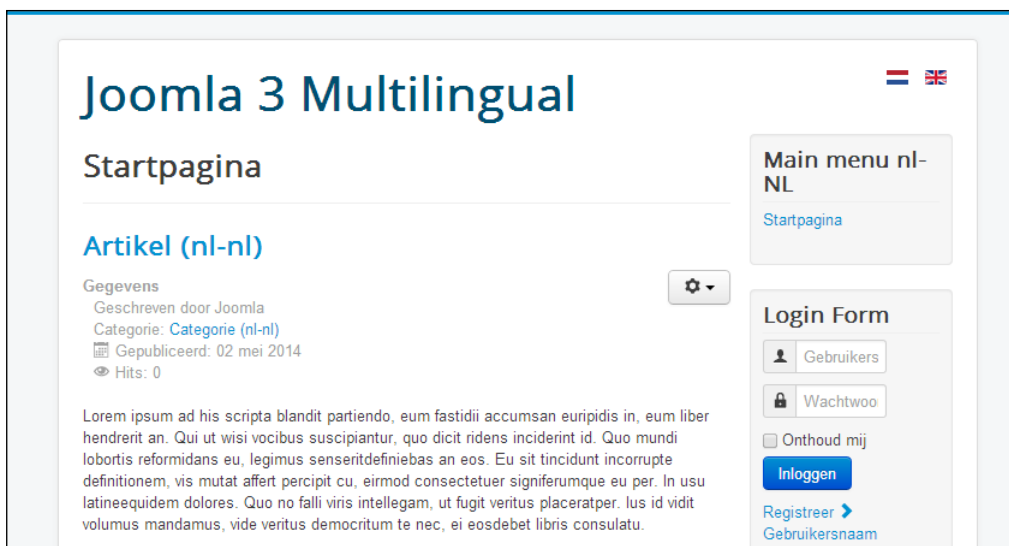 Joomla 3 Multilingual
Startpagina
Artikel (nl-nl)
Gegevens
Geschreven door Joomla
Categorie: Categorie (nl-nl)
Gepubliceerd: 02 mei 2014
Hits: 0
Lorem ipsum ad his scripta blandit partiendo, eum fastidii accumsan euripidis in, eum liber
hendrerit an. Qui ut wisi vocibus suscipiantur, quo dicit ridens inciderint id. Quo mundi
lobortis reformidans eu, legimus senseritdefiniebas an eos. Eu sit tincidunt incorrupte
definitionem, vis mutat affert percipit cu, eirmod consectetuer signiferumque eu per. In usu
latineequidem dolores. Quo no falli viris intellegam, ut fugit veritus placeratper. Ius id vidit
volumus mandamus, vide veritus democritum te nec, ei eosdebet libris consulatu.
Main menu nl-
NL
Startpagina
Login Form
Gebruikers
Wachtwoo
Onthoud mij
Inloggen
Registreer
Gebruikersnaam